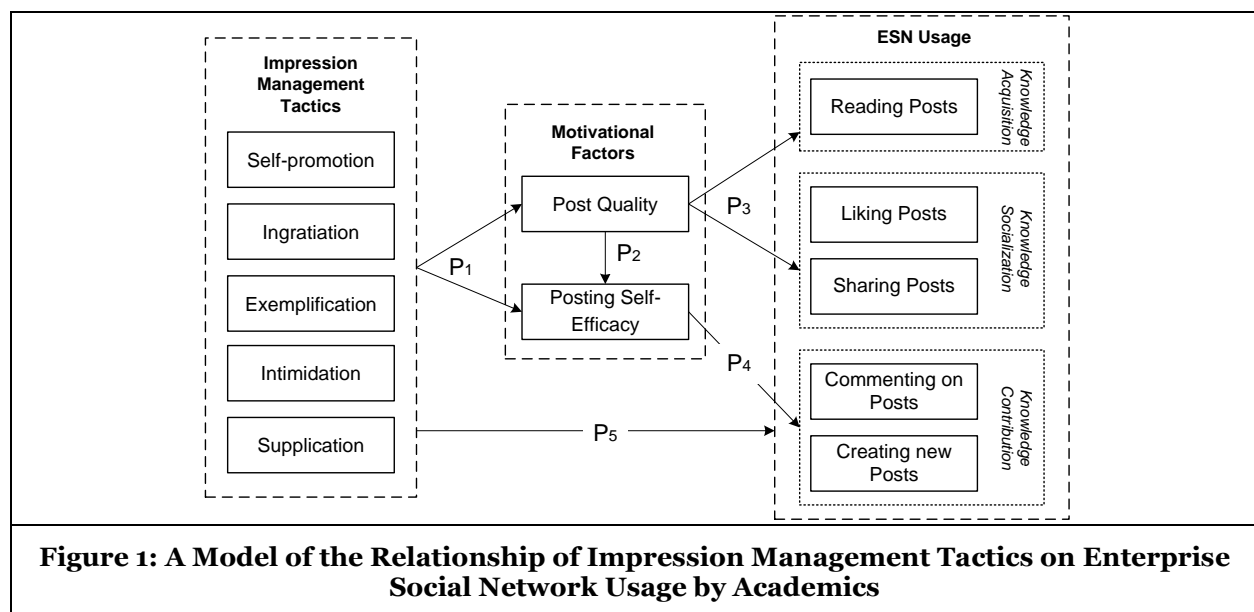 Impression
Management
Tactics
Self-promotion
Ingratiation
Exemplification
Intimidation
Supplication
P1
Motivational
Factors
Post Quality
P2
Posting Self-
Efficacy
P3
P4
P5
ESN Usage
Reading Posts
Knowledge
Acquisition
Liking Posts
Sharing Posts
Knowledge
Socialization
Commenting on
Posts
Creating new
Posts
Knowledge
Contribution
Figure 1: A Model of the Relationship of Impression Management Tactics on Enterprise
Social Network Usage by Academics